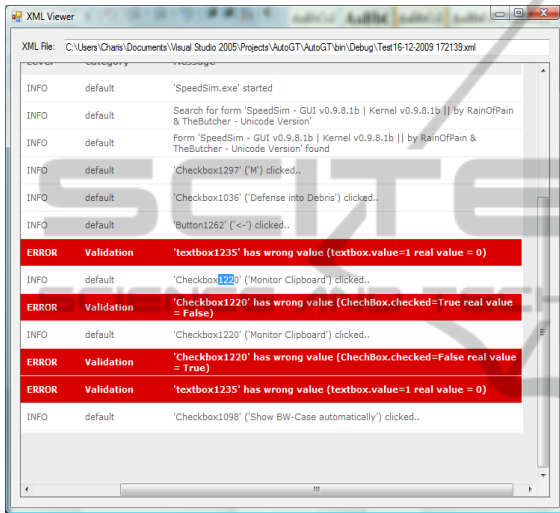 XML Viewer
XML File: C:\Users\Charis\Documents\Visual Studio 2005\Projects\AutoGT\AutoGT\bin\Debug\Test16-12-2009 172139.xml
Level Category Message
INFO default 'SpeedSim.exe' started
INFO default Search for form 'SpeedSim - GUI v0.9.8.1b | Kernel v0.9.8.1b || by RainOfPain
& TheButcher - Unicode Version'
INFO default Form 'SpeedSim - GUI v0.9.8.1b | Kernel v0.9.8.1b || by RainOfPain &
TheButcher - Unicode Version' found
INFO default 'Checkbox1297' ('M') clicked..
INFO default 'Checkbox1036' ('Defense into Debris') clicked..
INFO default 'Button1262' ('<-') clicked..
ERROR Validation 'textbox1235' has wrong value (textbox.value=1 real value = 0)
INFO default 'Checkbox1220' ('Monitor Clipboard') clicked..
ERROR Validation 'Checkbox1220' has wrong value (ChechBox.checked=True real value
= False)
INFO default 'Checkbox1220' ('Monitor Clipboard') clicked..
ERROR Validation 'Checkbox1220' has wrong value (ChechBox.checked=False real value
= True)
ERROR Validation 'textbox1235' has wrong value (textbox.value=1 real value = 0)
INFO default 'Checkbox1098' ('Show BW-Case automatically') clicked..